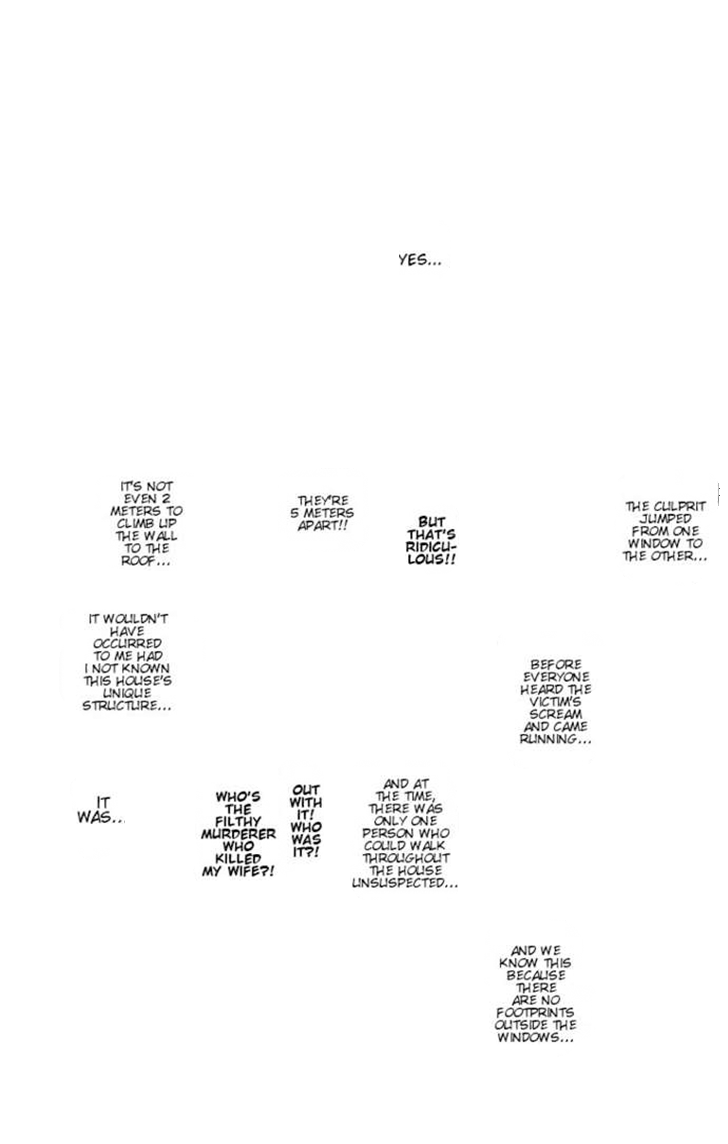 YES...
THE CULPRIT
JUMPED
FROM ONE
WINDOW TO
THE OTHER...
BUT
THAT'S
RIDICU-
LOUS!!
THEY'RE
5 METERS
APART!!
IT'S NOT
EVEN 2
METERS TO
CLIMB UP
THE WALL
TO THE
ROOF...
IT WOULDN'T
HAVE
OCCURRED
TO ME HAD
I NOT KNOWN
THIS HOUSE'S
UNIQUE
STRUCTURE...
BEFORE
EVERYONE
HEARD THE
VICTIM'S
SCREAM
AND CAME
RUNNING...
AND WE
KNOW THIS
BECAUSE
THERE
ARE NO
FOOTPRINTS
OUTSIDE THE
WINDOWS...
AND AT
THE TIME,
THERE WAS
ONLY ONE
PERSON WHO
COULD WALK
THROUGHOUT
THE HOUSE
UNSUSPECTED...
OUT
WITH
IT!
WHO
WAS
IT?!
WHO'S
THE
FILTHY
MURDERER
WHO
KILLED
MY WIFE?!
IT
WAS...